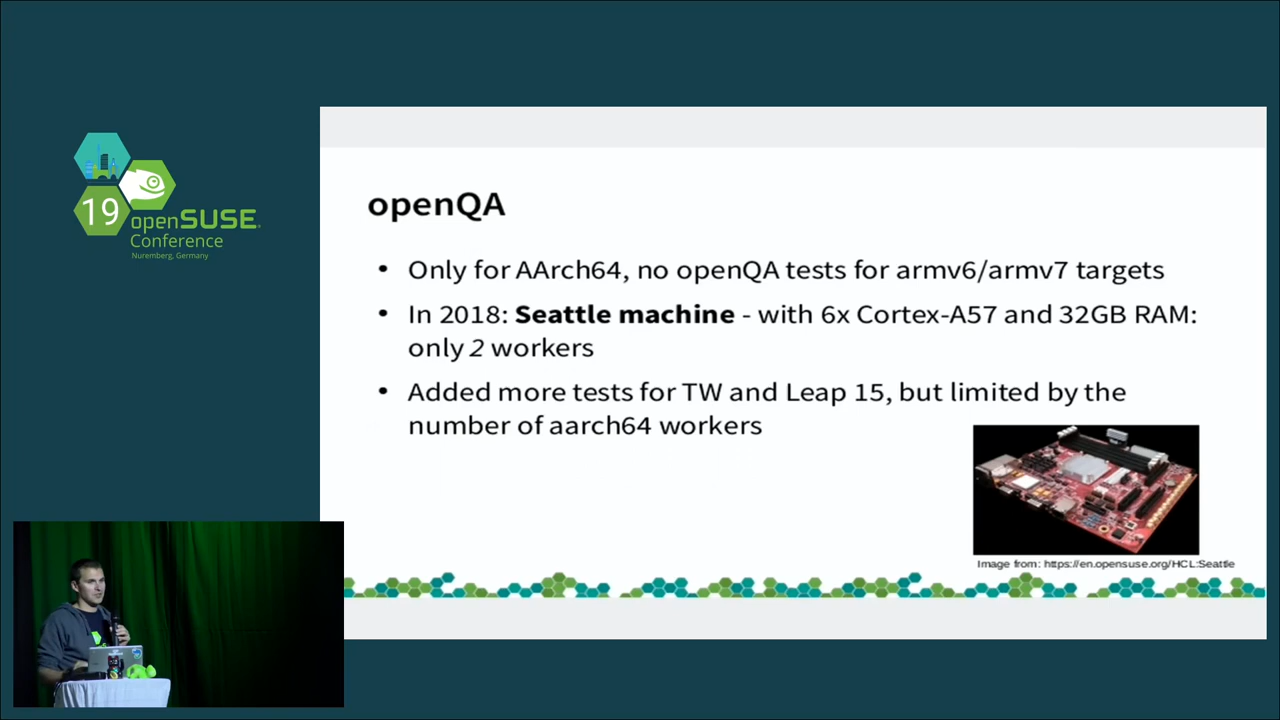 19
openSUSE
Conference
Nuremberg, Germany
openQA
• Only for AArch64, no openQA tests for armv6/armv7 targets
• In 2018: Seattle machine - with 6x Cortex-A57 and 32GB RAM:
only 2 workers
• Added more tests for TW and Leap 15, but limited by the
number of aarch64 workers
Image from: https://en.opensuse.org/HCL:Seattle